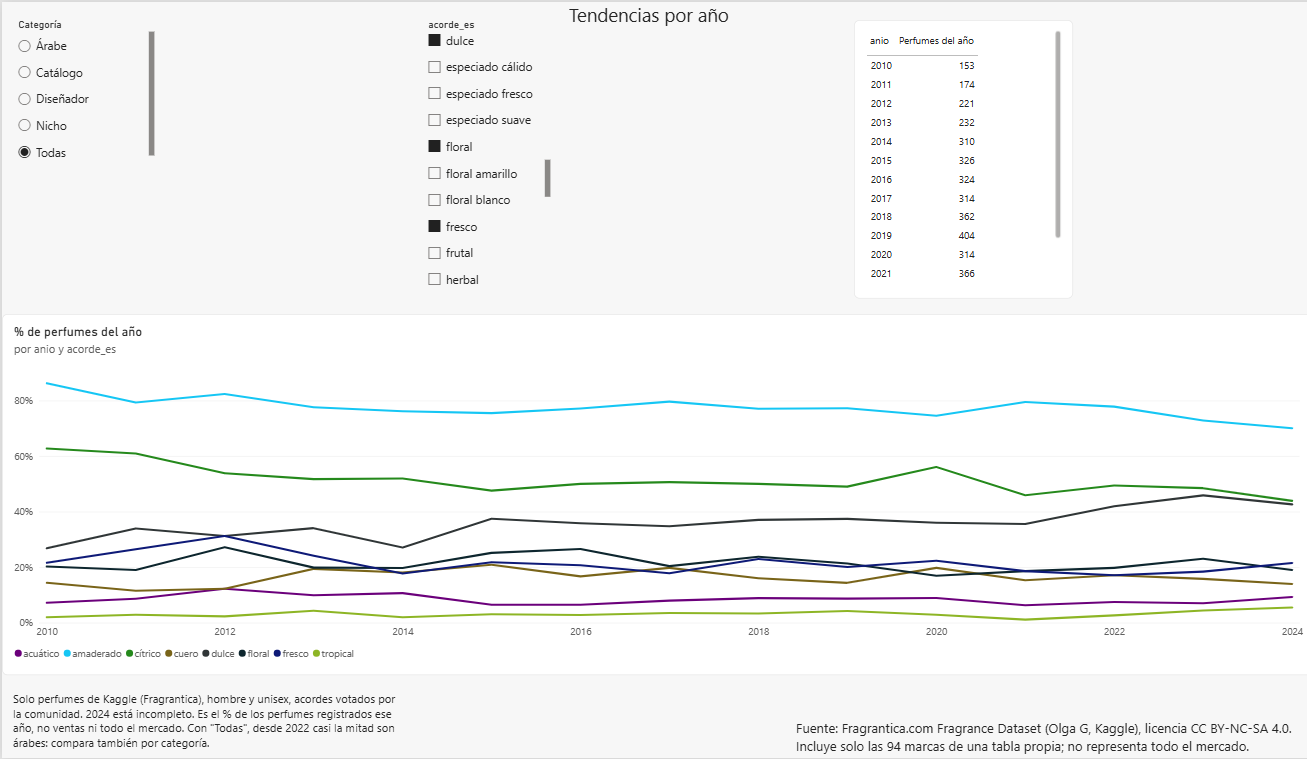 Tendencias por año
Categoría
Árabe
Catálogo
Diseñador
Nicho
Todas
acorde_es
dulce
especiado cálido
especiado fresco
especiado suave
floral
floral amarillo
floral blanco
fresco
frutal
herbal
anio Perfumes del año
2010 153
2011 174
2012 221
2013 232
2014 310
2015 326
2016 324
2017 314
2018 362
2019 404
2020 314
2021 366
% de perfumes del año
por anio y acorde_es
80%
60%
40%
20%
0%
2010 2012 2014 2016 2018 2020 2022 2024
acuático amaderado cítrico cuero dulce floral fresco tropical
Solo perfumes de Kaggle (Fragrantica), hombre y unisex, acordes votados por
la comunidad. 2024 está incompleto. Es el % de los perfumes registrados ese
año, no ventas ni todo el mercado. Con "Todas", desde 2022 casi la mitad son
árabes: compara también por categoría.
Fuente: Fragrantica.com Fragrance Dataset (Olga G, Kaggle), licencia CC BY-NC-SA 4.0.
Incluye solo las 94 marcas de una tabla propia; no representa todo el mercado.